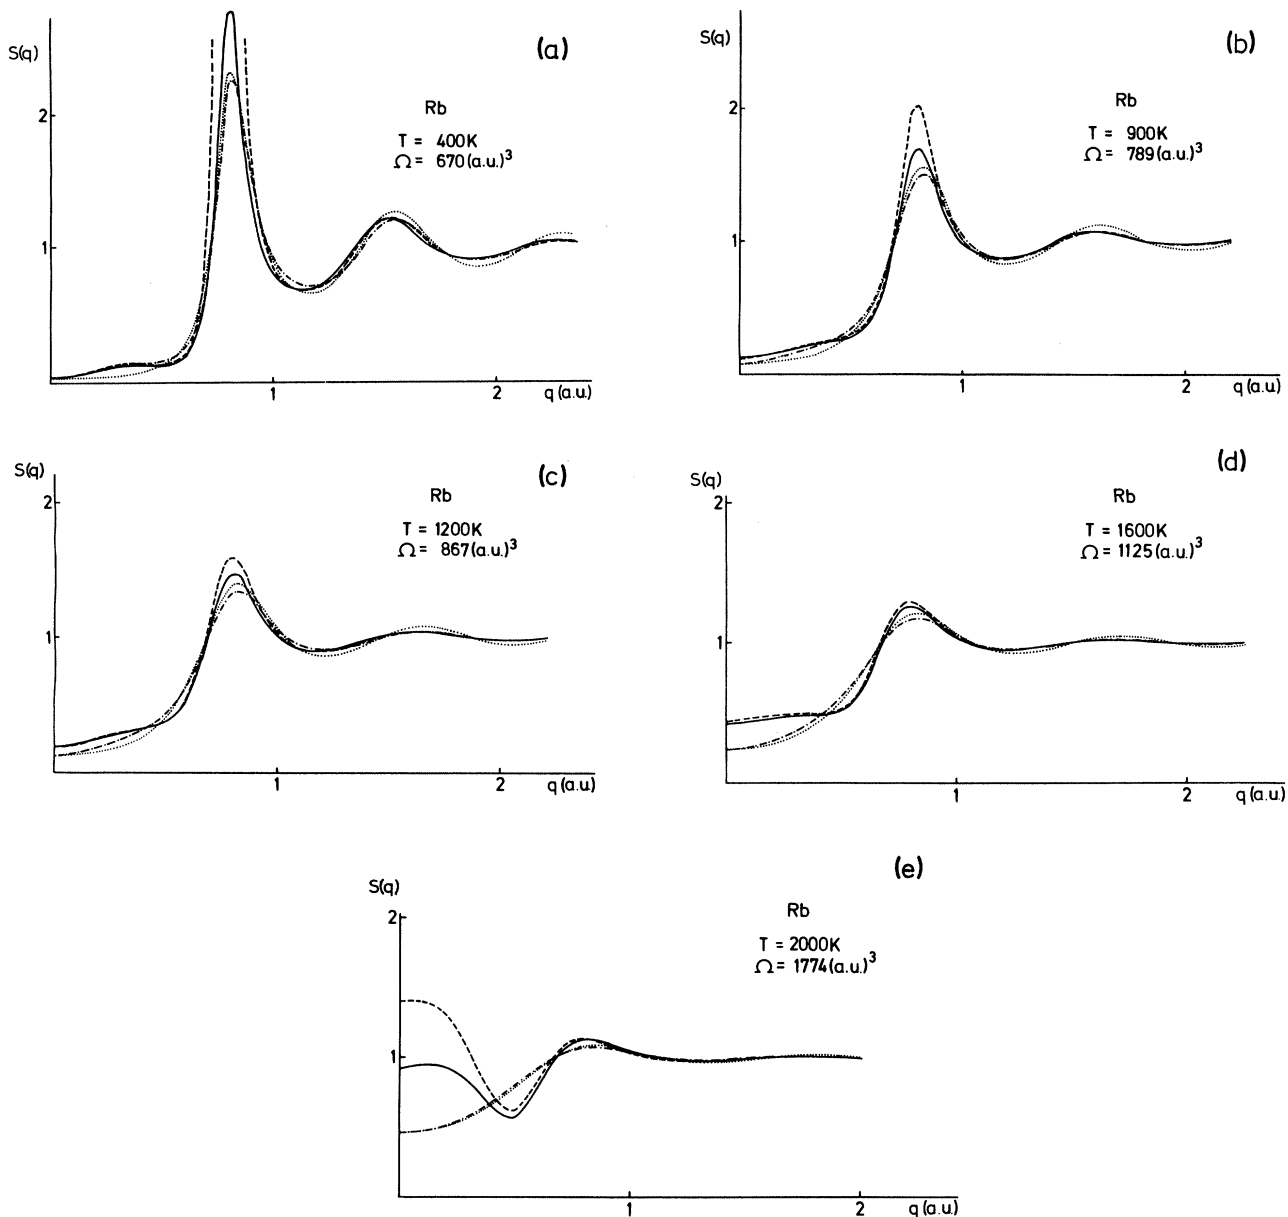 (a)
S(q)
2
Rb
T = 400K
Ω = 670(a.u.)³
1
1
2
q(a.u.)
(b)
S(q)
2
Rb
T = 900K
Ω = 789(a.u.)³
1
1
2
q(a.u.)
(c)
S(q)
2
Rb
T = 1200K
Ω = 867(a.u.)³
1
1
2
q(a.u)
(d)
S(q)
2
Rb
T = 1600K
Ω = 1125(a.u.)³
1
1
2
q(a.u.)
(e)
S(q)
2
Rb
T = 2000K
Ω = 1774(a.u.)³
1
1
2
q(a.u.)